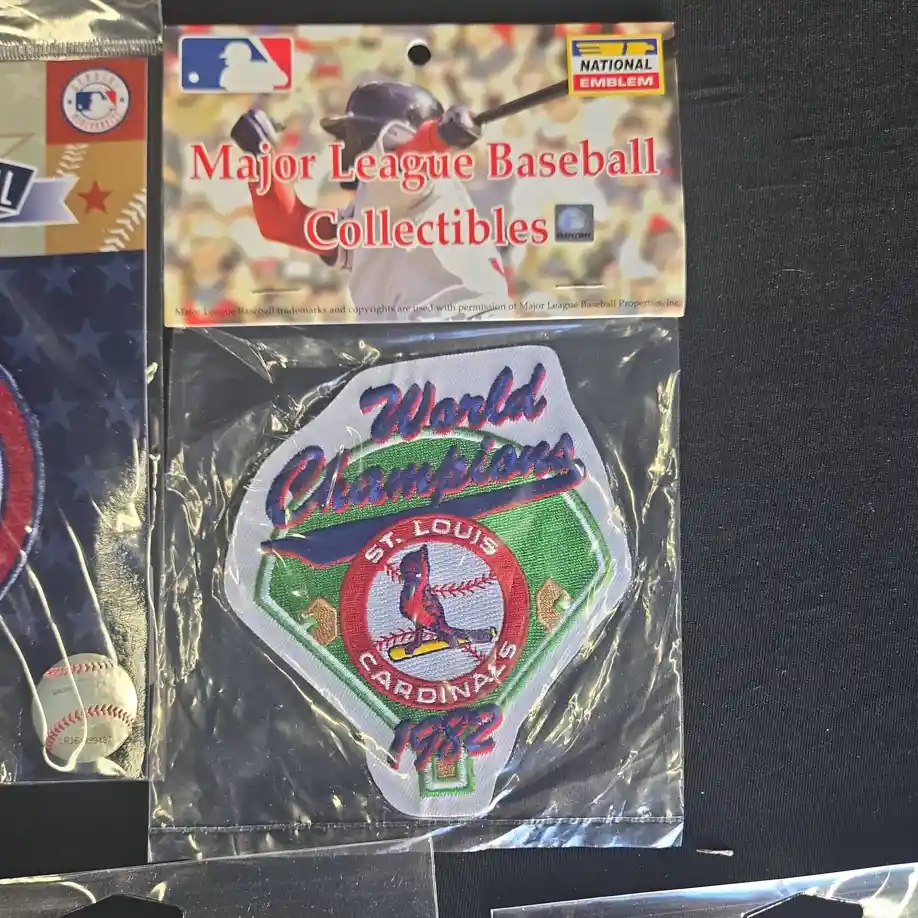 NATIONAL
EMBLEM
Major League Baseball
Collectibles
Major League Baseball trademarks and copyrights are used with permission of Major League Baseball Properties, Inc.
World
Champions
ST. LOUIS
CARDINALS
1982